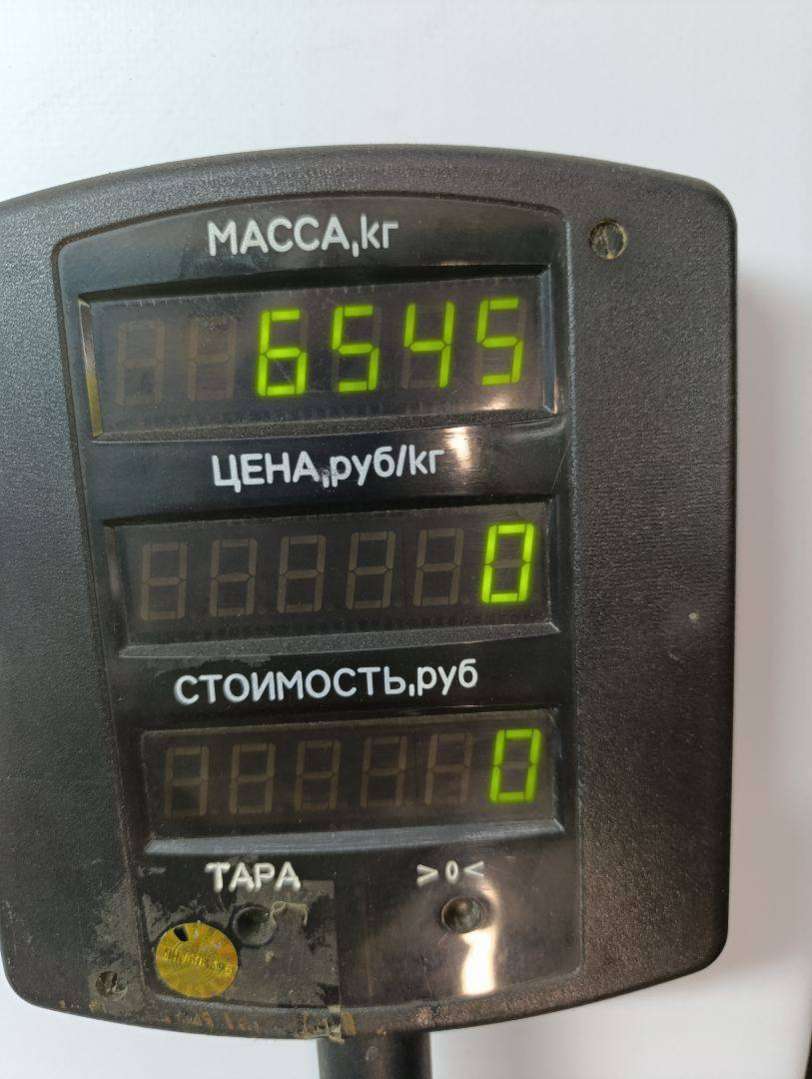 МАССА,кг
6545
ЦЕНА,руб/кг
0
СТОИМОСТЬ,руб
0
ТАРА >0<